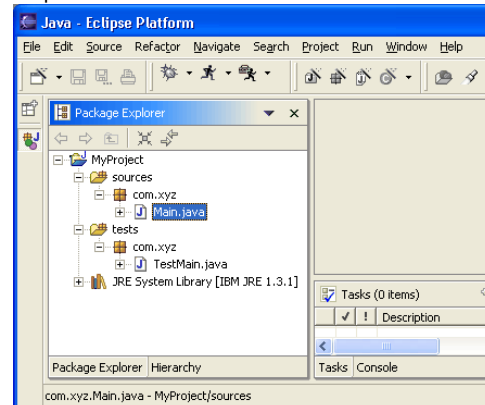 Java - Eclipse Platform
File Edit Source Refactor Navigate Search Project Run Window Help
Package Explorer
MyProject
sources
com.xyz
Main.java
tests
com.xyz
TestMain.java
JRE System Library [IBM JRE 1.3.1]
Tasks (0 items)
! Description
Package Explorer Hierarchy
Tasks Console
com.xyz.Main.java - MyProject/sources